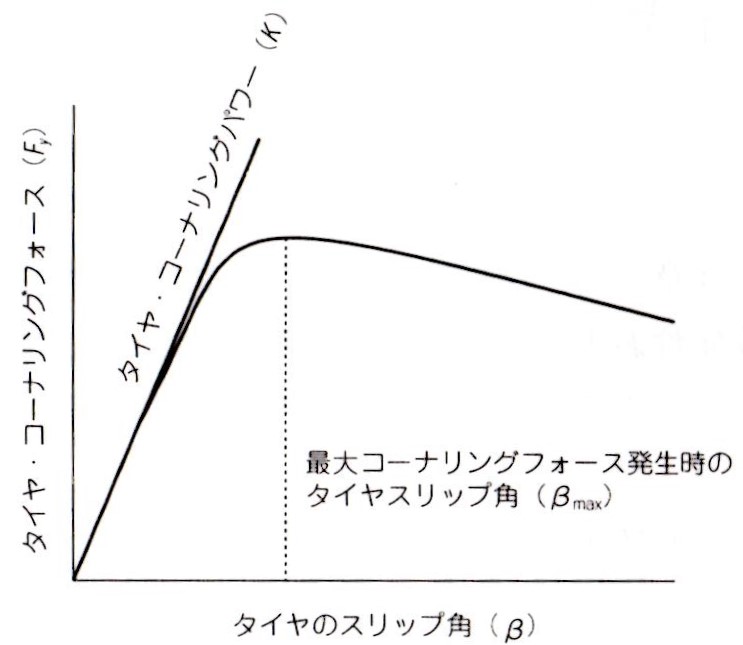 タイヤ・コーナリングパワー（K）
タイヤ・コーナリングフォース（Fy）
最大コーナリングフォース発生時の
タイヤスリップ角（βmax）
タイヤのスリップ角（β）